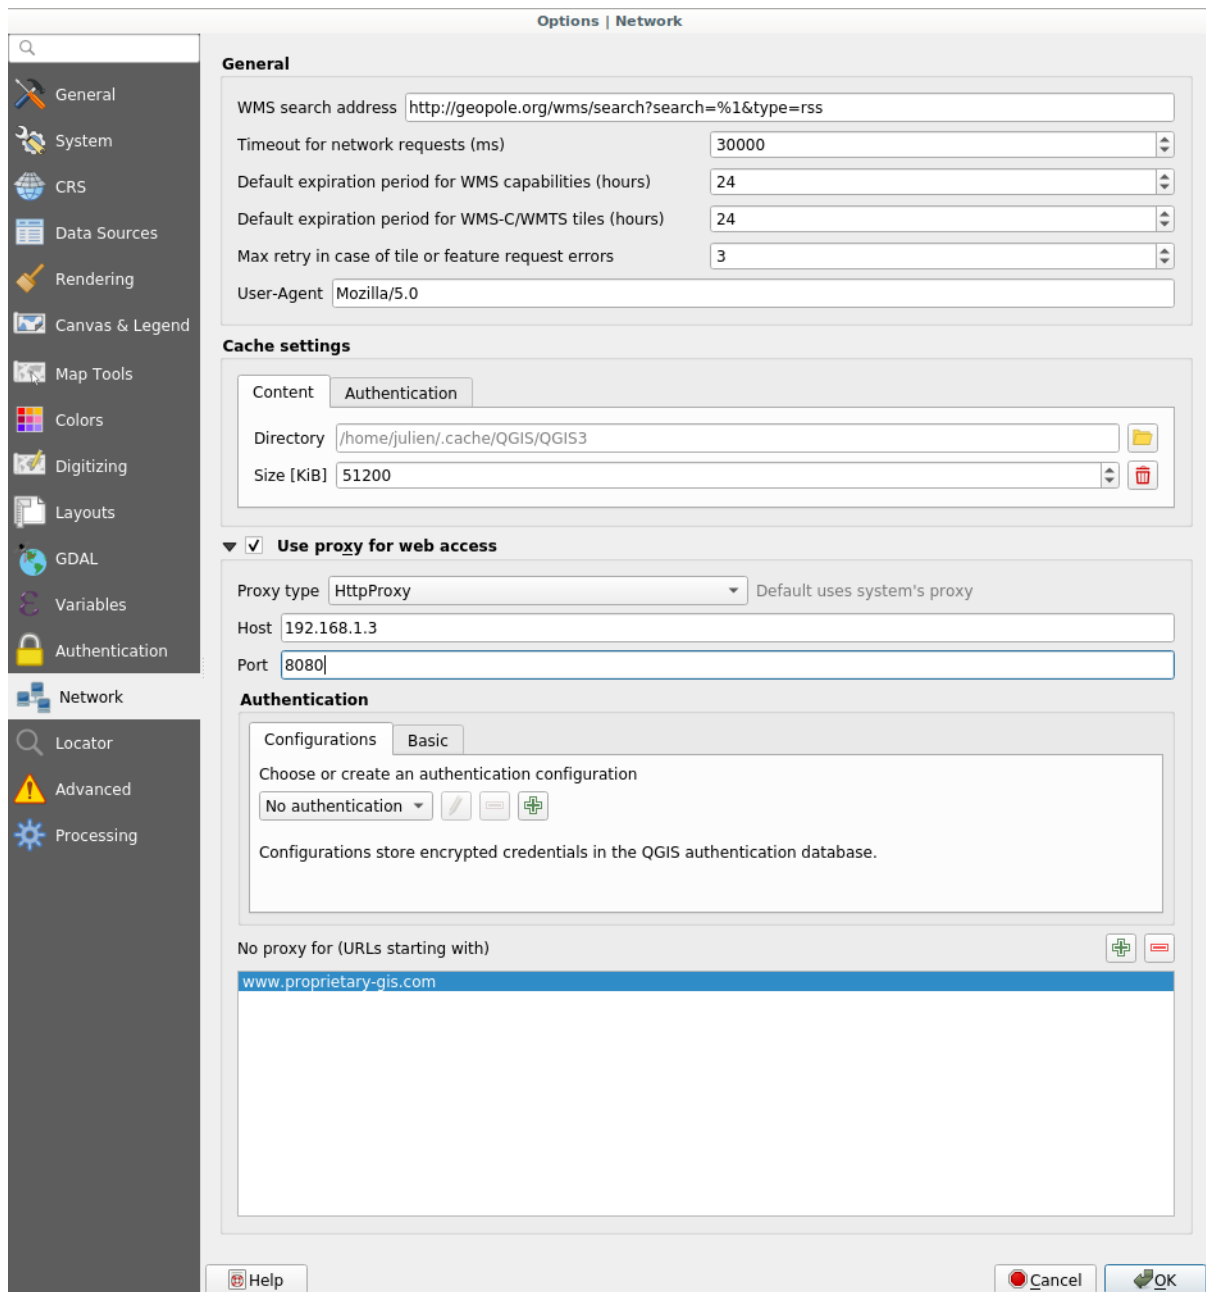 Options | Network
General
System
CRS
Data Sources
Rendering
Canvas & Legend
Map Tools
Colors
Digitizing
Layouts
GDAL
Variables
Authentication
Network
Locator
Advanced
Processing
General
WMS search address http://geopole.org/wms/search?search=%1&type=rss
Timeout for network requests (ms) 30000
Default expiration period for WMS capabilities (hours) 24
Default expiration period for WMS-C/WMTS tiles (hours) 24
Max retry in case of tile or feature request errors 3
User-Agent Mozilla/5.0
Cache settings
Content Authentication
Directory /home/julien/.cache/QGIS/QGIS3
Size [KiB] 51200
Use proxy for web access
Proxy type HttpProxy Default uses system's proxy
Host 192.168.1.3
Port 8080
Authentication
Configurations Basic
Choose or create an authentication configuration
No authentication
Configurations store encrypted credentials in the QGIS authentication database.
No proxy for (URLs starting with)
www.proprietary-gis.com
Help Cancel OK